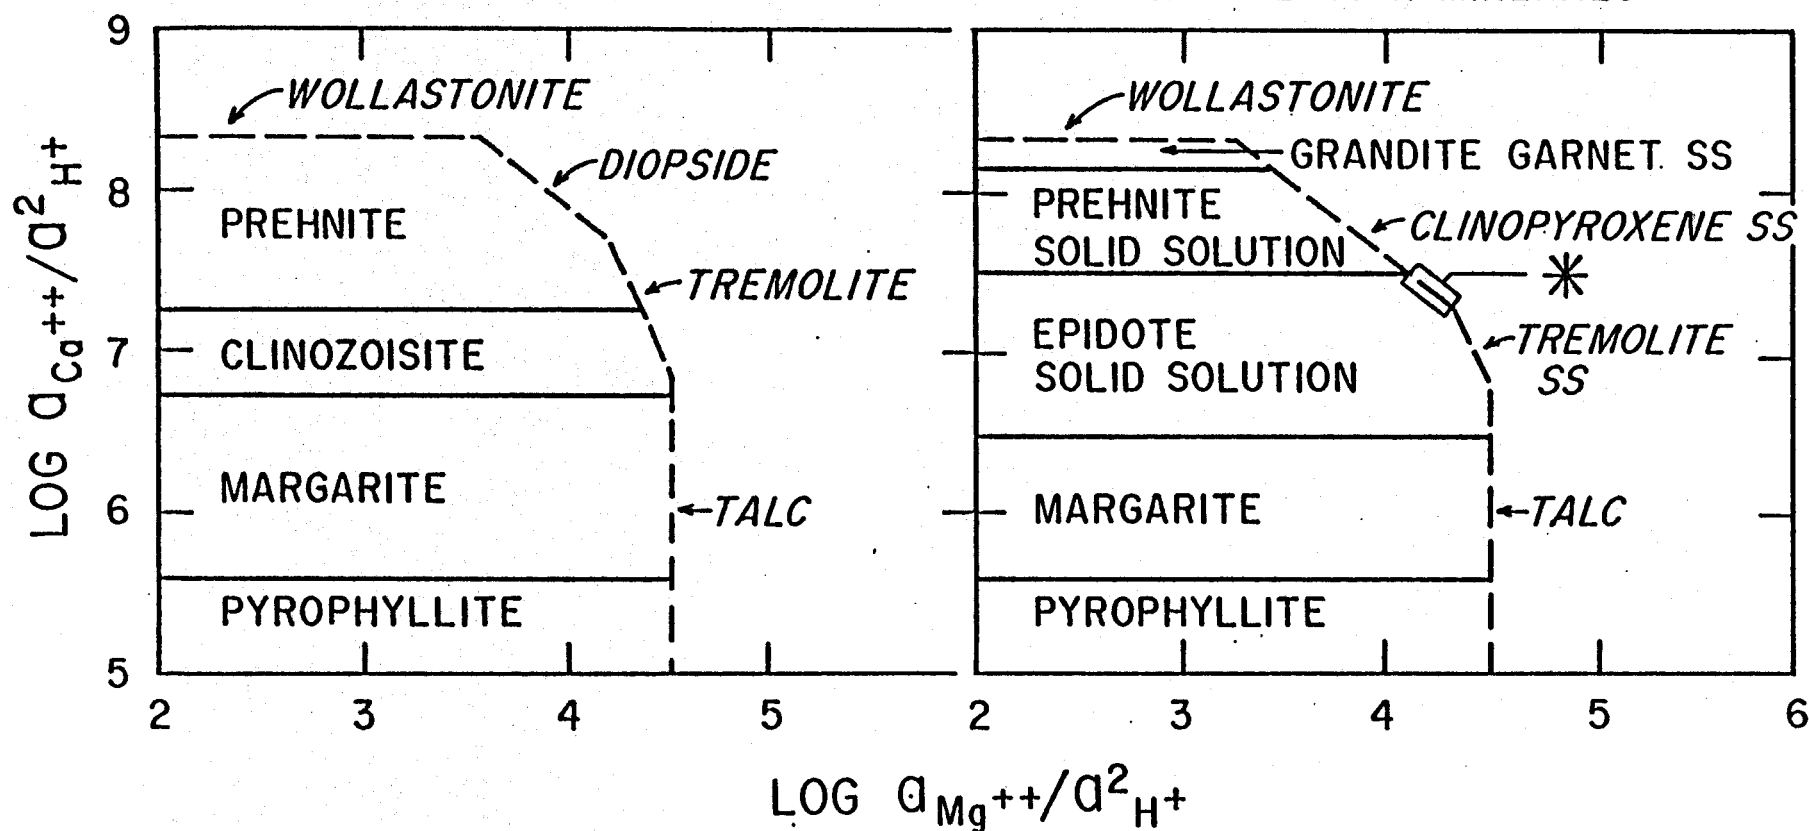 9
8
7
6
5
LOG aCa++/a²H+
WOLLASTONITE
DIOPSIDE
PREHNITE
TREMOLITE
CLINOZOISITE
MARGARITE
TALC
PYROPHYLLITE
2 3 4 5
WOLLASTONITE
GRANDITE GARNET. SS
PREHNITE
SOLID SOLUTION
CLINOPYROXENE SS
*
EPIDOTE
SOLID SOLUTION
TREMOLITE
SS
MARGARITE
TALC
PYROPHYLLITE
2 3 4 5 6
LOG aMg++/a²H+